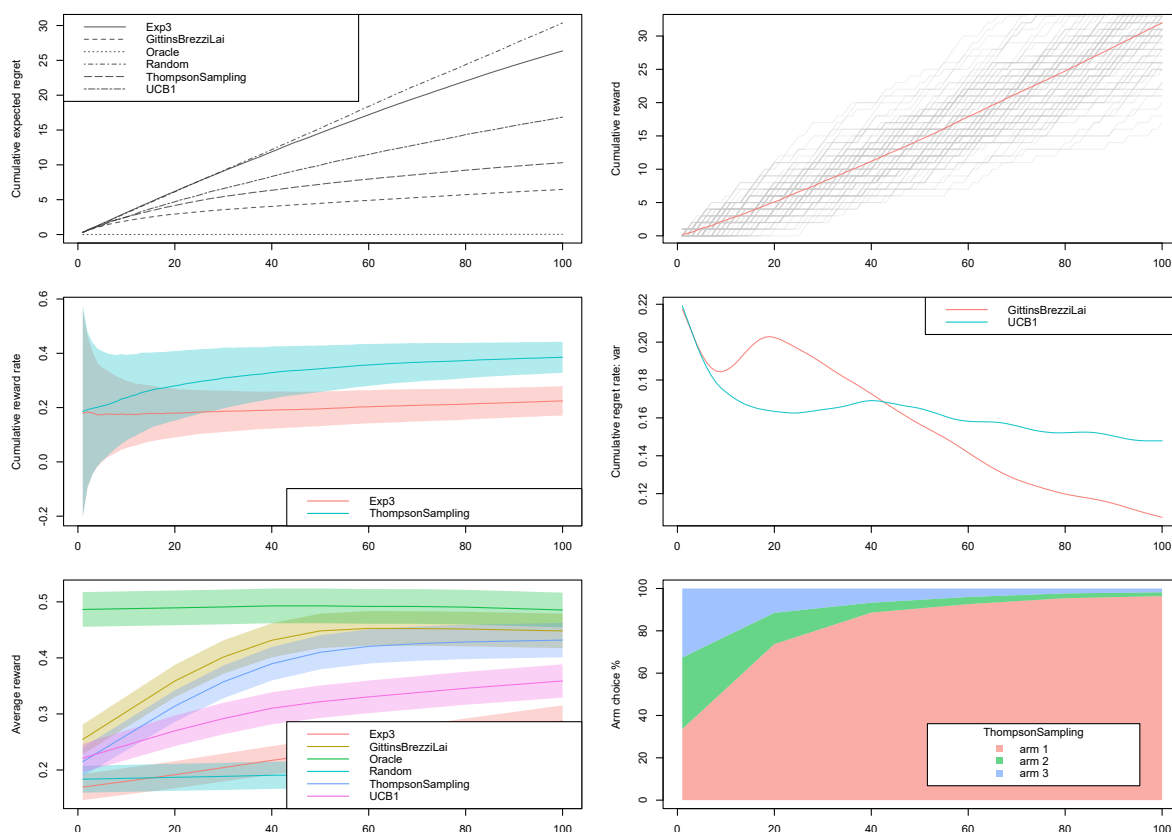 Cumulative expected regret
30
25
20
15
10
5
0
Exp3
GittinsBrezziLai
Oracle
Random
ThompsonSampling
UCB1
0 20 40 60 80 100
Cumulative reward
30
25
20
15
10
5
0
0 20 40 60 80 100
Cumulative reward rate
0.6
0.4
0.2
0.0
-0.2
Exp3
ThompsonSampling
0 20 40 60 80 100
Cumulative regret rate: var
0.22
0.20
0.18
0.16
0.14
0.12
GittinsBrezziLai
UCB1
0 20 40 60 80 100
Average reward
0.5
0.4
0.3
0.2
Exp3
GittinsBrezziLai
Oracle
Random
ThompsonSampling
UCB1
0 20 40 60 80 100
Arm choice %
100
80
60
40
20
0
ThompsonSampling
arm 1
arm 2
arm 3
0 20 40 60 80 100